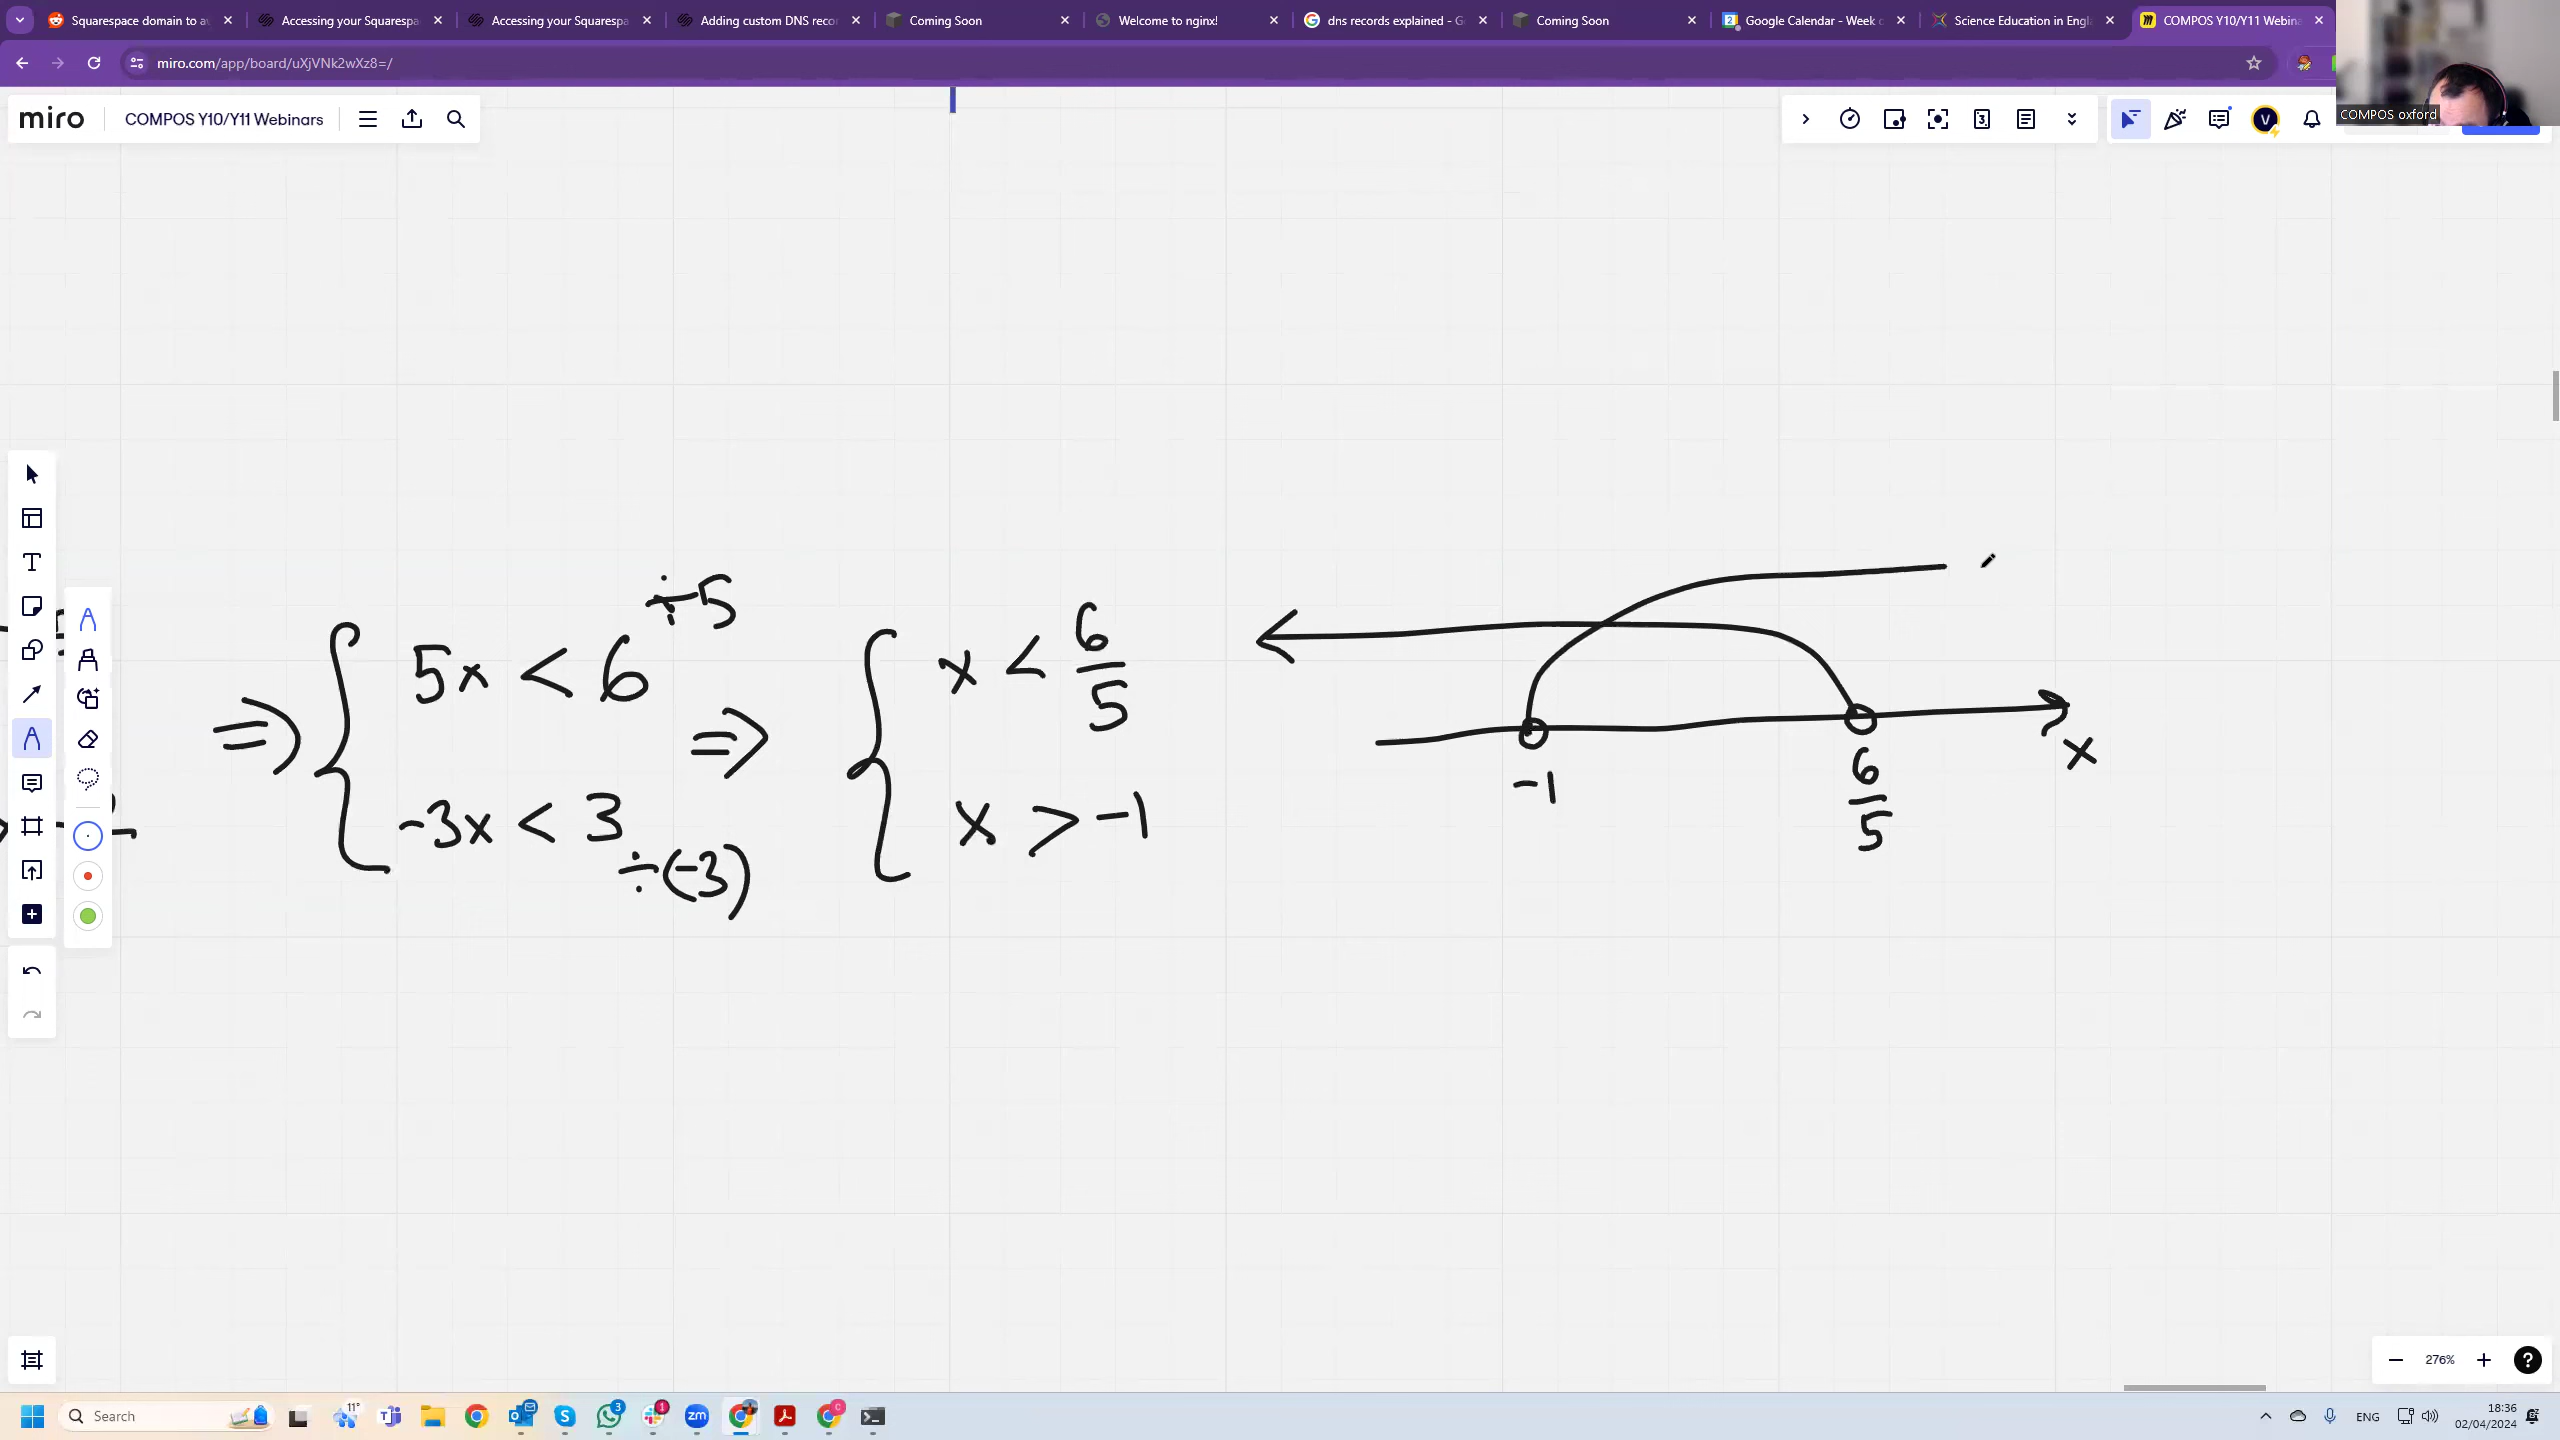 Squarespace domain to a
Accessing your Squarespa
Accessing your Squarespa
Adding custom DNS reco
Coming Soon
Welcome to nginx!
dns records explained - G
Coming Soon
Google Calendar - Week o
Science Education in Engla
COMPOS Y10/Y11 Webina
miro.com/app/board/uXjVNk2wXz8=/
miro
COMPOS Y10/Y11 Webinars
V
COMPOS oxford
=> { 5x < 6 ÷5
-3x < 3 ÷(-3)
=> { x < 6/5
x > -1
-1
6/5
x
276%
Search
11°
ENG
18:36
02/04/2024